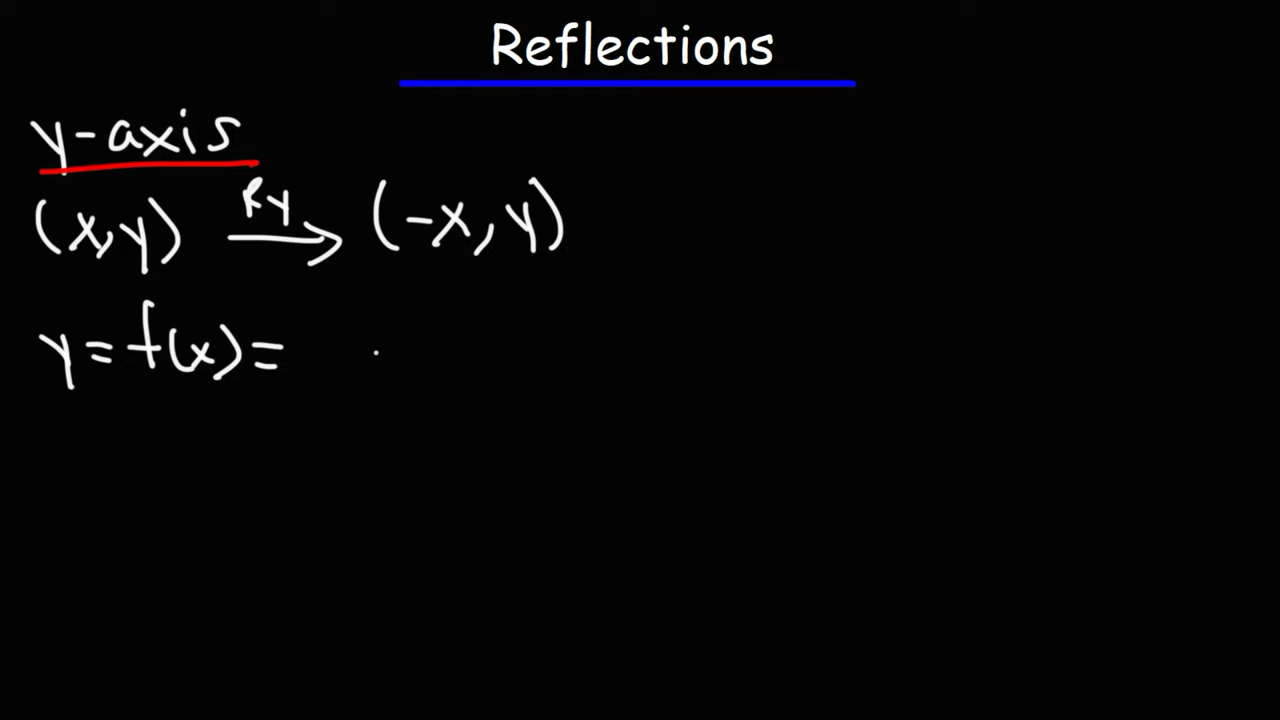 Reflections
y-axis
(x,y) Ry→ (-x, y)
y=f(x)=